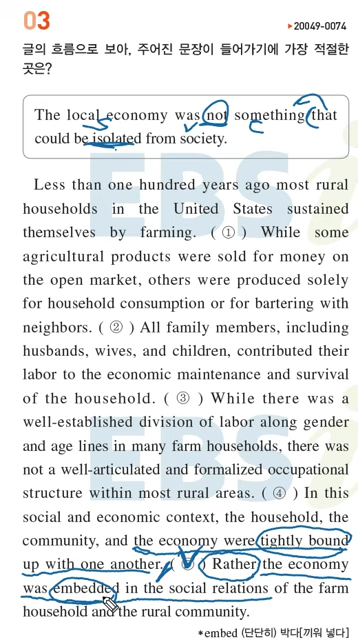 03
▸20049-0074
글의 흐름으로 보아, 주어진 문장이 들어가기에 가장 적절한
곳은?
The local economy was not something that
could be isolated from society.
Less than one hundred years ago most rural
households in the United States sustained
themselves by farming. ( ① ) While some
agricultural products were sold for money on
the open market, others were produced solely
for household consumption or for bartering with
neighbors. ( ② ) All family members, including
husbands, wives, and children, contributed their
labor to the economic maintenance and survival
of the household. ( ③ ) While there was a
well-established division of labor along gender
and age lines in many farm households, there
was not a well-articulated and formalized occupational
structure within most rural areas. ( ④ ) In this
social and economic context, the household, the
community, and the economy were tightly bound
up with one another. ( ⑤ ) Rather the economy
was embedded in the social relations of the farm
household and the rural community.
*embed (단단히) 박다[끼워 넣다]